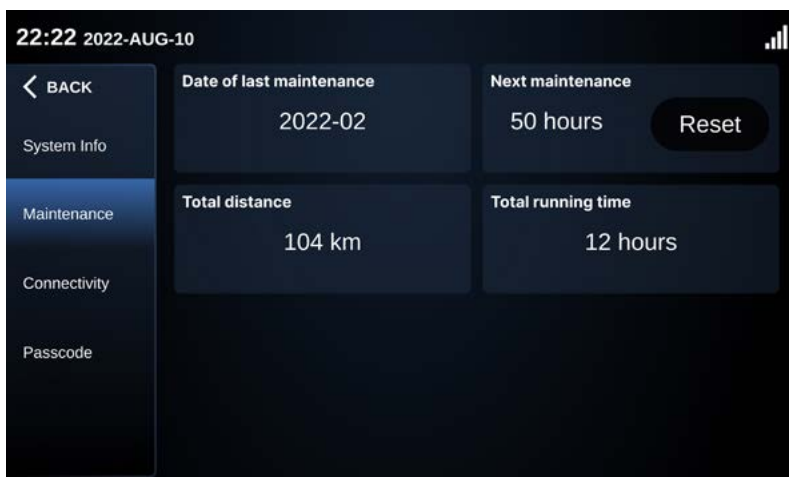 22:22 2022-AUG-10
BACK
System Info
Maintenance
Connectivity
Passcode
Date of last maintenance
2022-02
Next maintenance
50 hours
Reset
Total distance
104 km
Total running time
12 hours